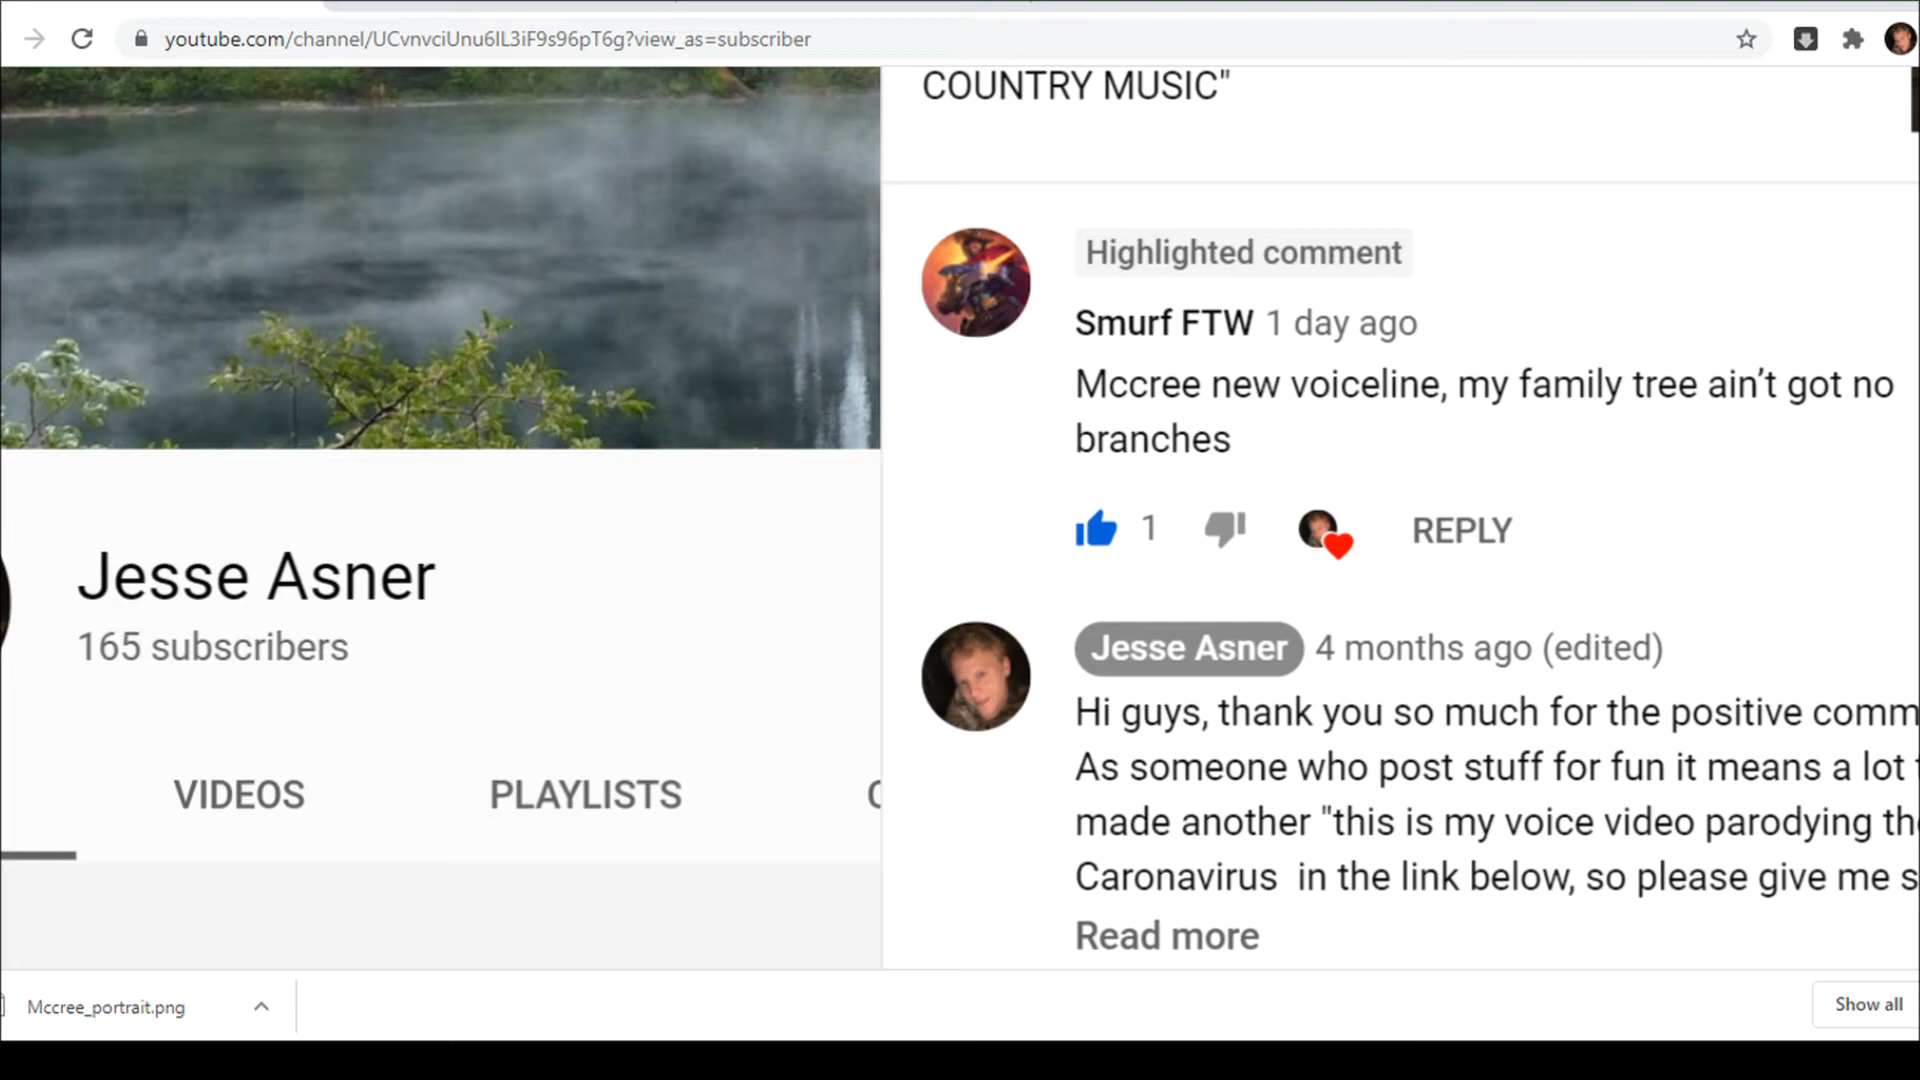 youtube.com/channel/UCvnvciUnu6lL3iF9s96pT6g?view_as=subscriber
COUNTRY MUSIC"
Highlighted comment
Smurf FTW 1 day ago
Mccree new voiceline, my family tree ain't got no
branches
1
REPLY
Jesse Asner
165 subscribers
VIDEOS
PLAYLISTS
Jesse Asner 4 months ago (edited)
Hi guys, thank you so much for the positive comm
As someone who post stuff for fun it means a lot
made another "this is my voice video parodying th
Caronavirus in the link below, so please give me s
Read more
Mccree_portrait.png
Show all